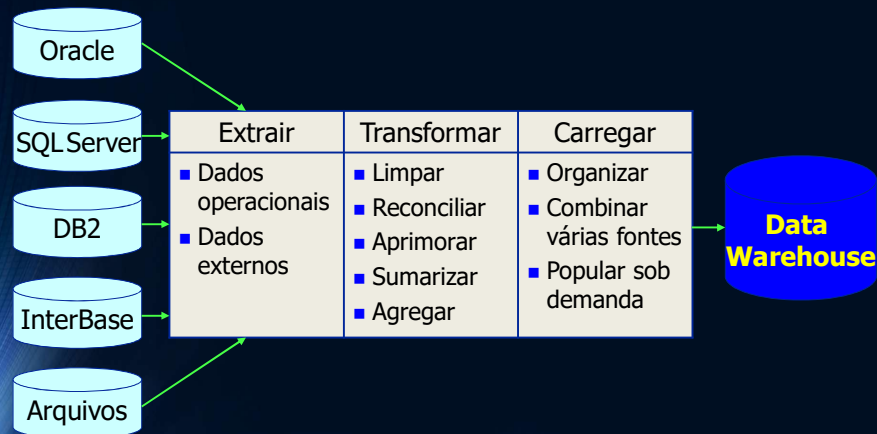 Oracle
SQL Server
DB2
InterBase
Arquivos
Extrair
Dados
operacionais
Dados
externos
Transformar
Limpar
Reconciliar
Aprimorar
Sumarizar
Agregar
Carregar
Organizar
Combinar
várias fontes
Popular sob
demanda
Data
Warehouse